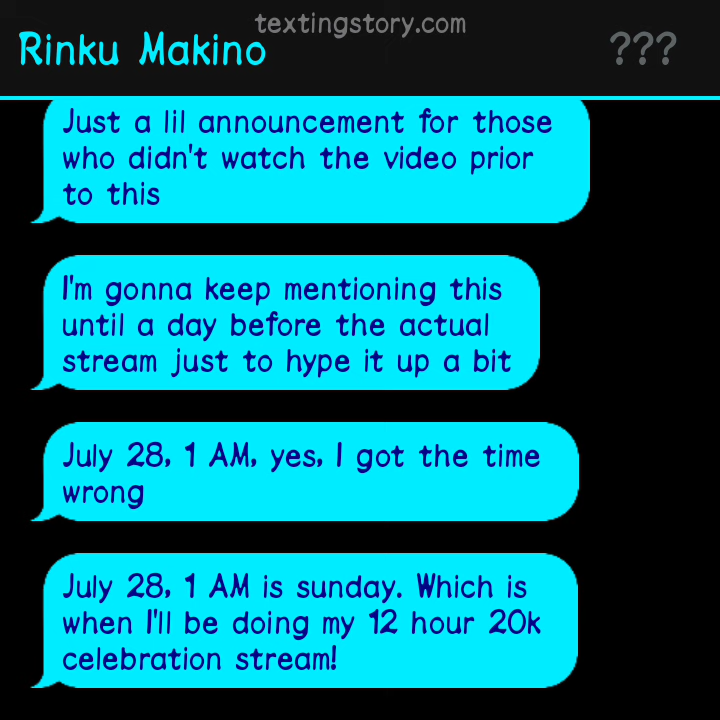 textingstory.com
Rinku Makino
???
Just a lil announcement for those
who didn't watch the video prior
to this
I'm gonna keep mentioning this
until a day before the actual
stream just to hype it up a bit
July 28, 1 AM, yes, I got the time
wrong
July 28, 1 AM is sunday. Which is
when I'll be doing my 12 hour 20k
celebration stream!